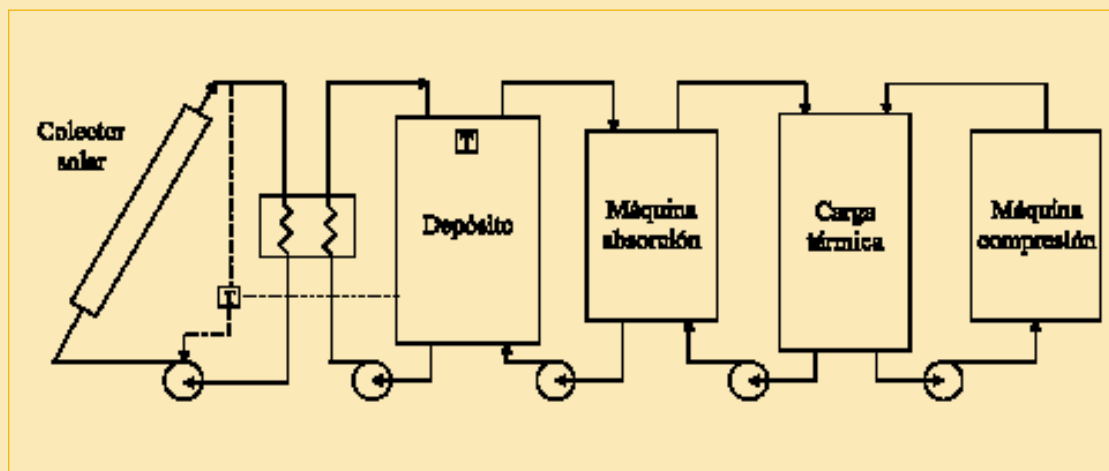 Colector
solar
T
T
Depósito
Máquina
absorción
Carga
térmica
Máquina
compresión